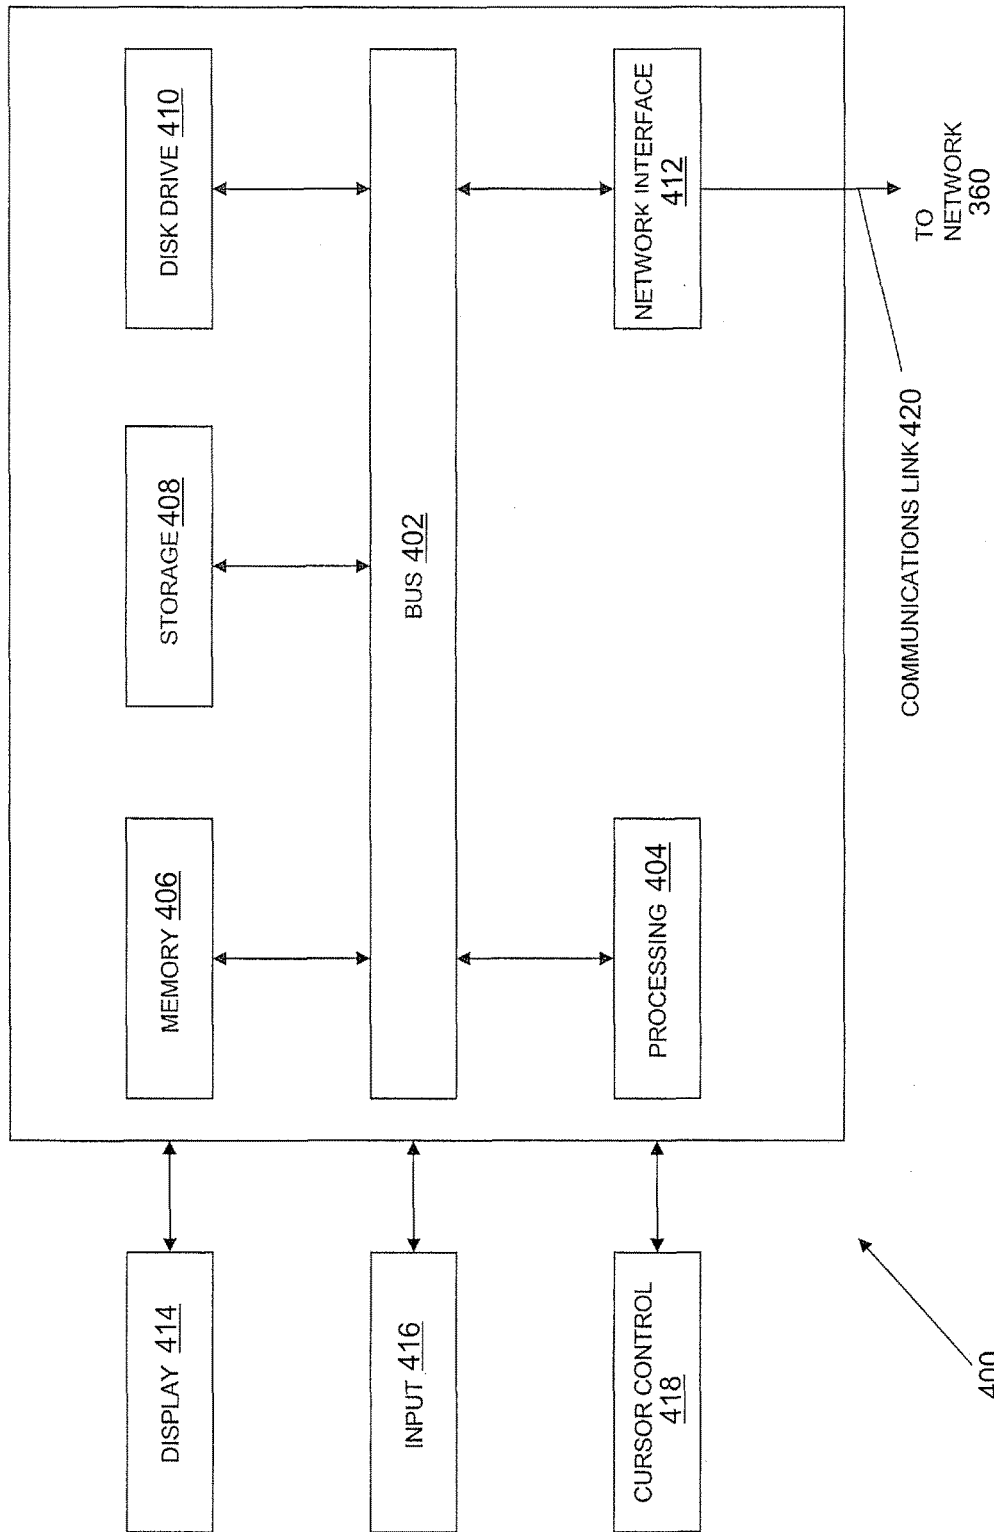 DISPLAY 414
MEMORY 406
STORAGE 408
DISK DRIVE 410
INPUT 416
BUS 402
CURSOR CONTROL
418
PROCESSING 404
NETWORK INTERFACE
412
COMMUNICATIONS LINK 420
TO
NETWORK
360
400